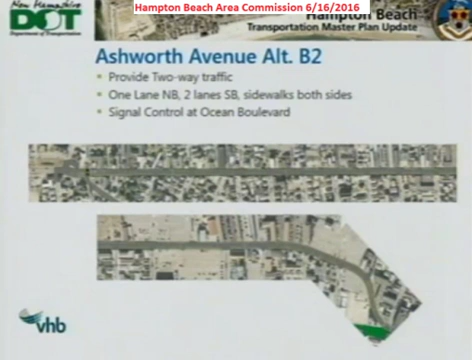 New Hampshire
DOT
Department of Transportation
Hampton Beach Area Commission 6/16/2016
Hampton Beach
Transportation Master Plan Update
Ashworth Avenue Alt. B2
Provide Two-way traffic
One Lane NB, 2 lanes SB, sidewalks both sides
Signal Control at Ocean Boulevard
vhb